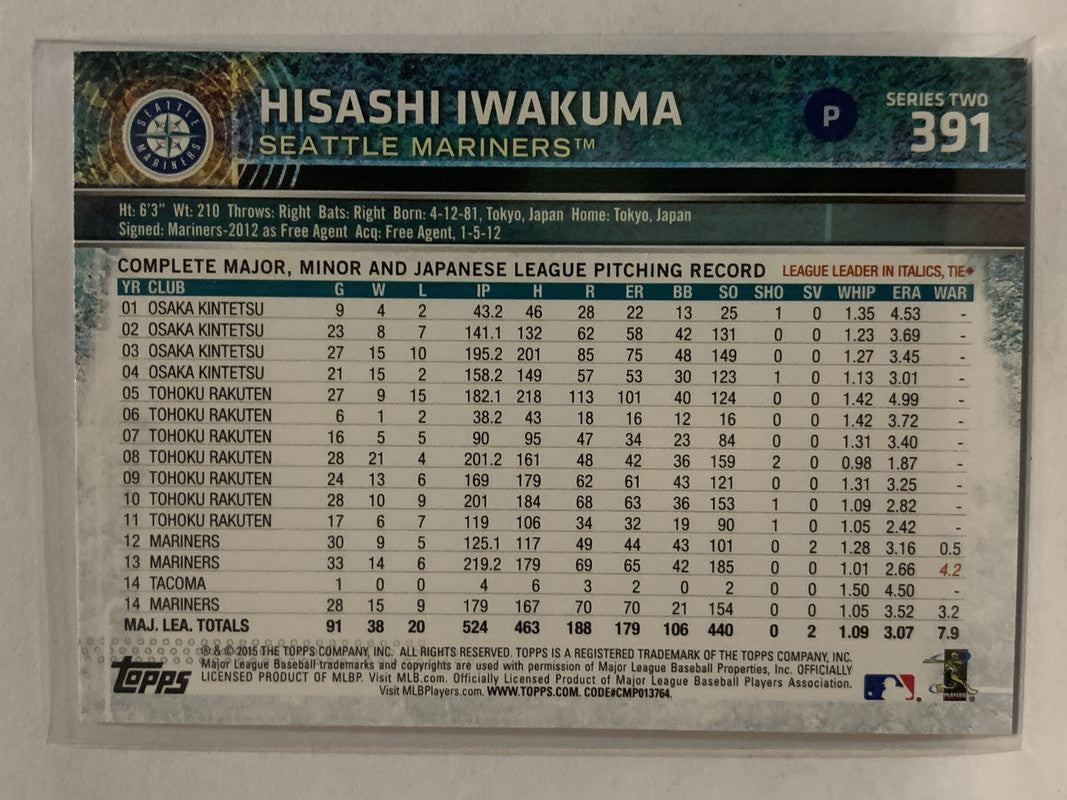 SEATTLE MARINERS
HISASHI IWAKUMA
SEATTLE MARINERS™
P
SERIES TWO
391
Ht: 6'3" Wt: 210 Throws: Right Bats: Right Born: 4-12-81, Tokyo, Japan Home: Tokyo, Japan
Signed: Mariners-2012 as Free Agent Acq: Free Agent, 1-5-12
COMPLETE MAJOR, MINOR AND JAPANESE LEAGUE PITCHING RECORD LEAGUE LEADER IN ITALICS, TIE◆
YR CLUB G W L IP H R ER BB SO SHO SV WHIP ERA WAR
01 OSAKA KINTETSU 9 4 2 43.2 46 28 22 13 25 1 0 1.35 4.53 -
02 OSAKA KINTETSU 23 8 7 141.1 132 62 58 42 131 0 0 1.23 3.69 -
03 OSAKA KINTETSU 27 15 10 195.2 201 85 75 48 149 0 0 1.27 3.45 -
04 OSAKA KINTETSU 21 15 2 158.2 149 57 53 30 123 1 0 1.13 3.01 -
05 TOHOKU RAKUTEN 27 9 15 182.1 218 113 101 40 124 0 0 1.42 4.99 -
06 TOHOKU RAKUTEN 6 1 2 38.2 43 18 16 12 16 0 0 1.42 3.72 -
07 TOHOKU RAKUTEN 16 5 5 90 95 47 34 23 84 0 0 1.31 3.40 -
08 TOHOKU RAKUTEN 28 21 4 201.2 161 48 42 36 159 2 0 0.98 1.87 -
09 TOHOKU RAKUTEN 24 13 6 169 179 62 61 43 121 0 0 1.31 3.25 -
10 TOHOKU RAKUTEN 28 10 9 201 184 68 63 36 153 1 0 1.09 2.82 -
11 TOHOKU RAKUTEN 17 6 7 119 106 34 32 19 90 1 0 1.05 2.42 -
12 MARINERS 30 9 5 125.1 117 49 44 43 101 0 2 1.28 3.16 0.5
13 MARINERS 33 14 6 219.2 179 69 65 42 185 0 0 1.01 2.66 4.2
14 TACOMA 1 0 0 4 6 3 2 0 2 0 0 1.50 4.50 -
14 MARINERS 28 15 9 179 167 70 70 21 154 0 0 1.05 3.52 3.2
MAJ. LEA. TOTALS 91 38 20 524 463 188 179 106 440 0 2 1.09 3.07 7.9
® & © 2015 THE TOPPS COMPANY, INC. ALL RIGHTS RESERVED. TOPPS IS A REGISTERED TRADEMARK OF THE TOPPS COMPANY, INC.
Major League Baseball trademarks and copyrights are used with permission of Major League Baseball Properties, Inc. OFFICIALLY
LICENSED PRODUCT OF MLBP. Visit MLB.com. Officially Licensed Product of Major League Baseball Players Association.
Visit MLBPlayers.com. WWW.TOPPS.COM. CODE#CMP013764.
TOPPS